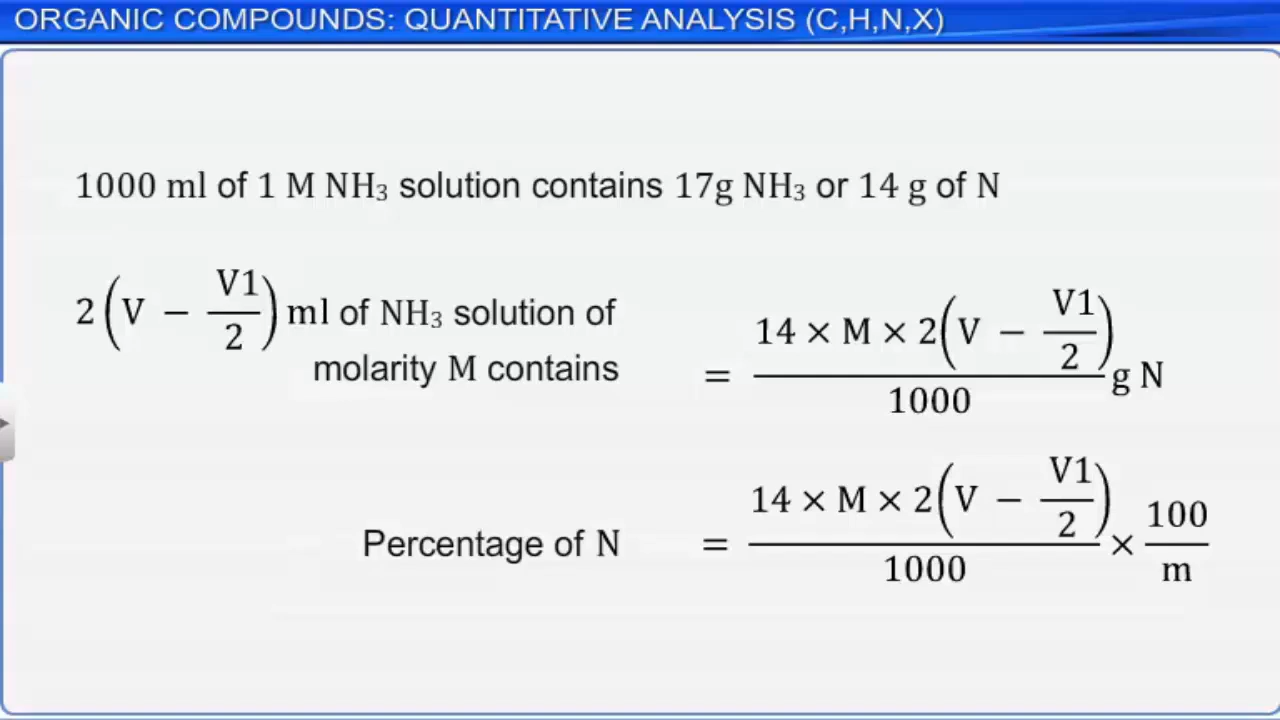 ORGANIC COMPOUNDS: QUANTITATIVE ANALYSIS (C,H,N,X)
1000 ml of 1 M NH₃ solution contains 17g NH₃ or 14 g of N
2(V − V1/2) ml of NH₃ solution of
molarity M contains = (14 × M × 2(V − V1/2))/1000 g N
Percentage of N = (14 × M × 2(V − V1/2))/1000 × 100/m